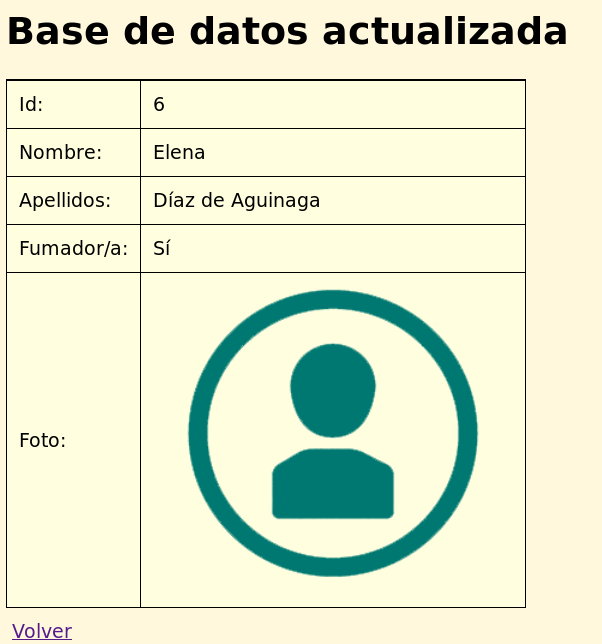 Base de datos actualizada
Id: 6
Nombre: Elena
Apellidos: Díaz de Aguinaga
Fumador/a: Sí
Foto:
Volver